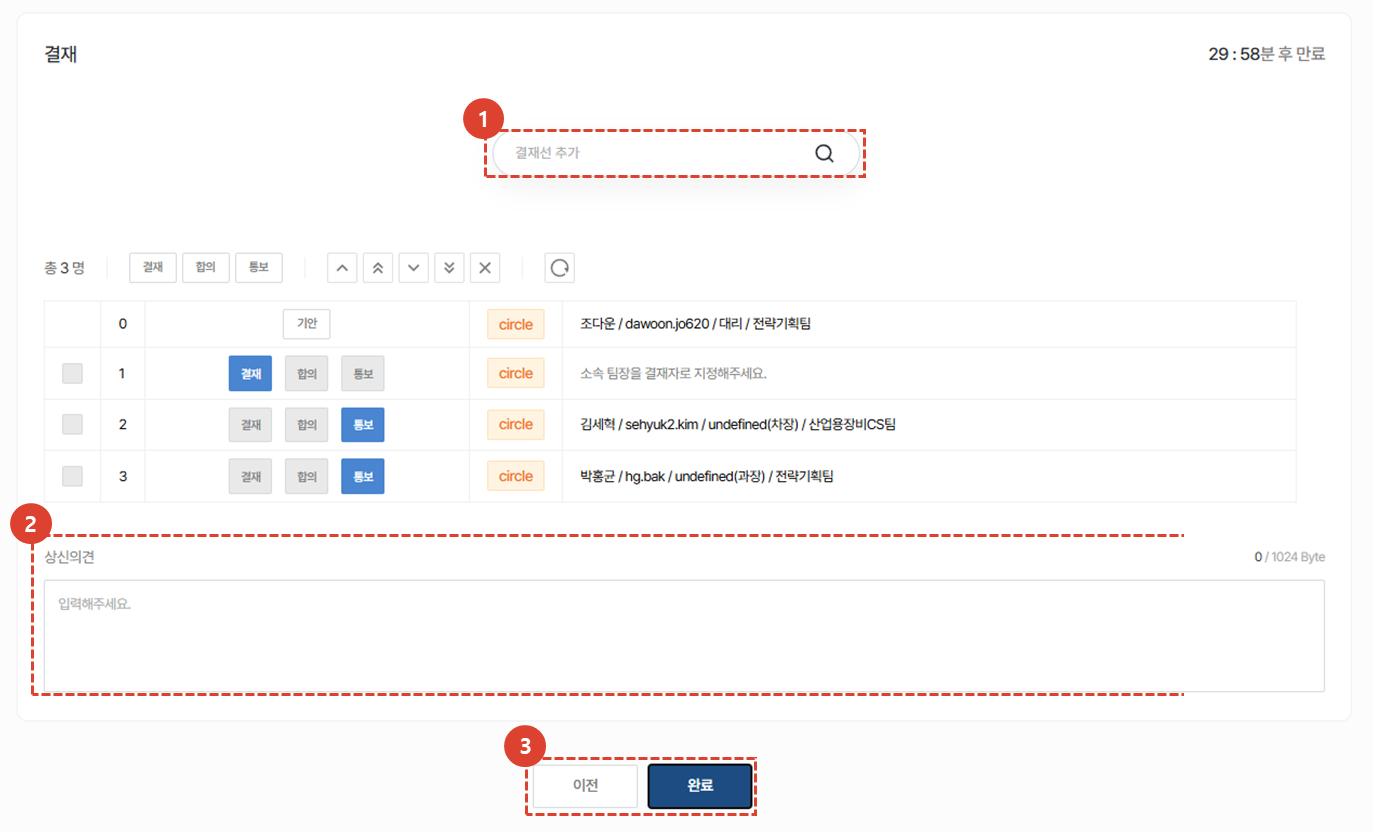 결재
29 : 58분 후 만료
1
결재선 추가
총 3 명 결재 합의 통보
0 기안 circle 조다운 / dawoon.jo620 / 대리 / 전략기획팀
1 결재 합의 통보 circle 소속 팀장을 결재자로 지정해주세요.
2 결재 합의 통보 circle 김세혁 / sehyuk2.kim / undefined(차장) / 산업용장비CS팀
3 결재 합의 통보 circle 박홍균 / hg.bak / undefined(과장) / 전략기획팀
2
상신의견 0 / 1024 Byte
입력해주세요.
3
이전 완료